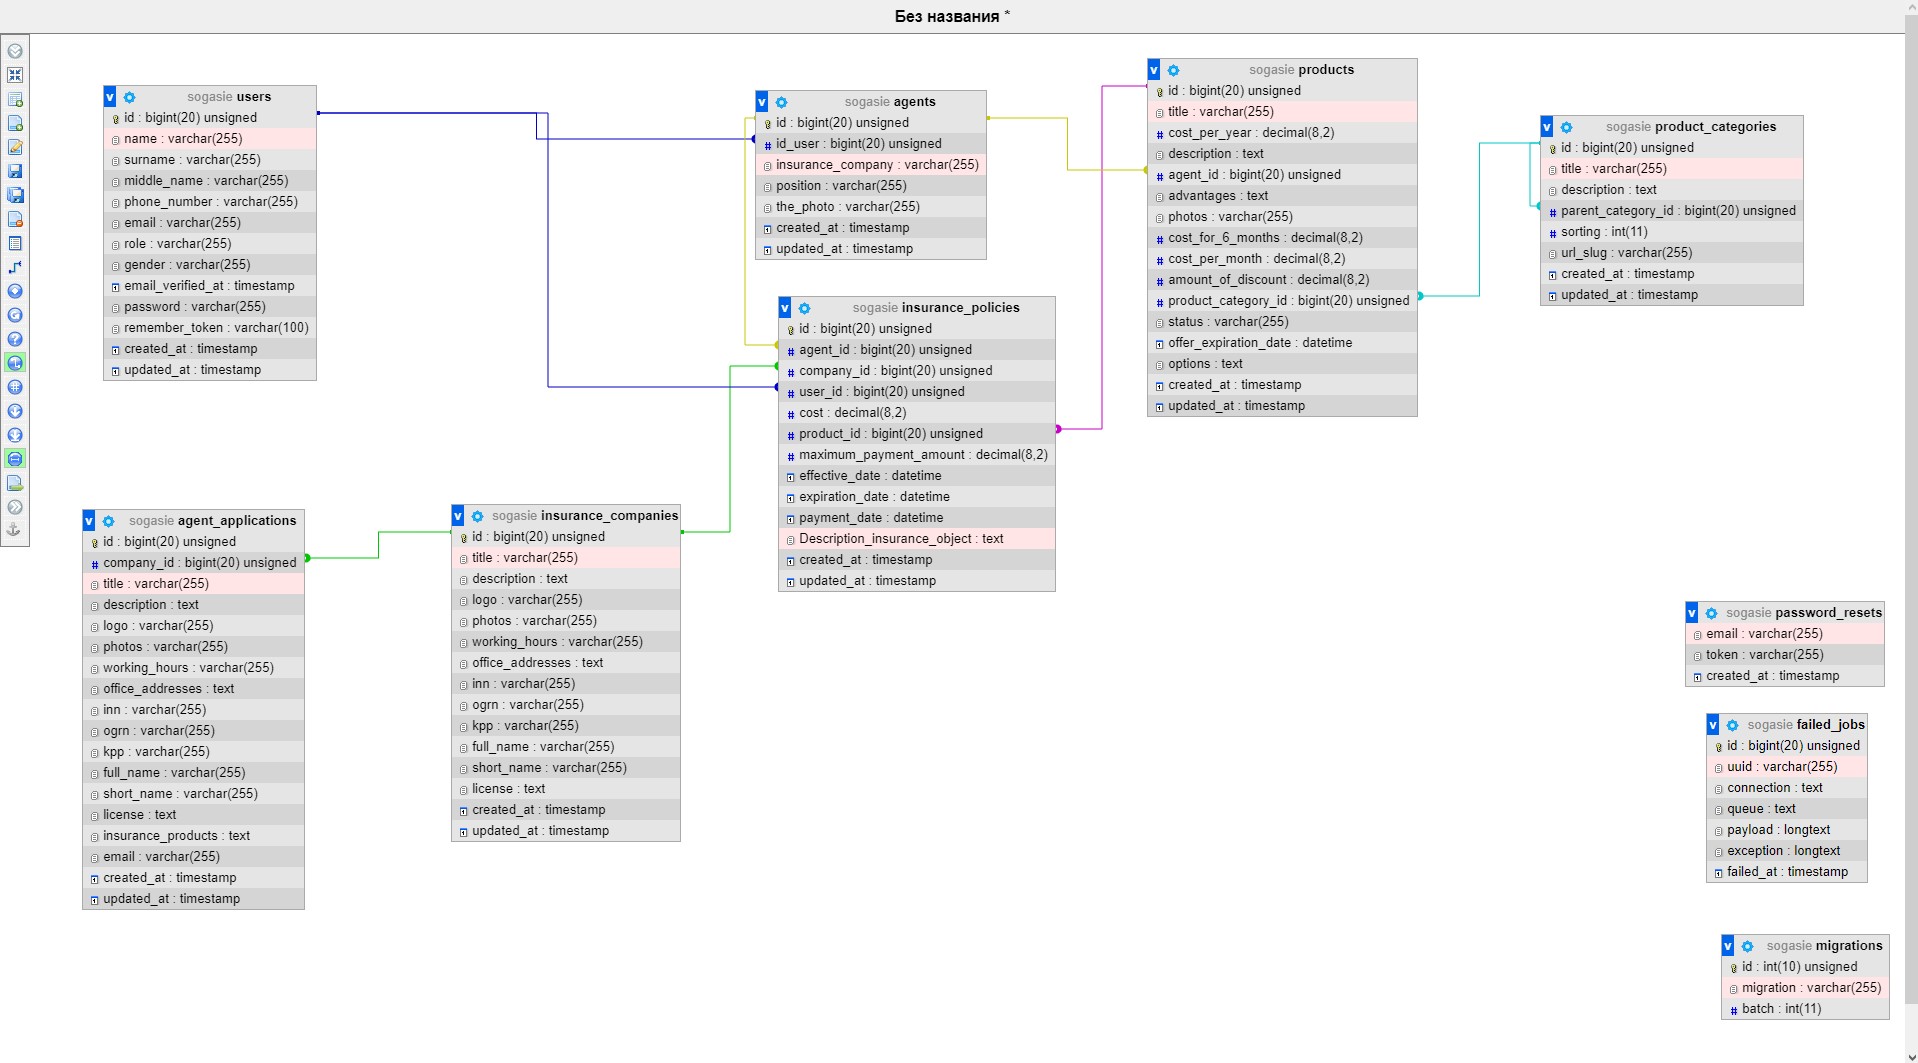 Без названия *
v sogasie users
id : bigint(20) unsigned
name : varchar(255)
surname : varchar(255)
middle_name : varchar(255)
phone_number : varchar(255)
email : varchar(255)
role : varchar(255)
gender : varchar(255)
email_verified_at : timestamp
password : varchar(255)
remember_token : varchar(100)
created_at : timestamp
updated_at : timestamp
v sogasie agents
id : bigint(20) unsigned
id_user : bigint(20) unsigned
insurance_company : varchar(255)
position : varchar(255)
the_photo : varchar(255)
created_at : timestamp
updated_at : timestamp
v sogasie products
id : bigint(20) unsigned
title : varchar(255)
cost_per_year : decimal(8,2)
description : text
agent_id : bigint(20) unsigned
advantages : text
photos : varchar(255)
cost_for_6_months : decimal(8,2)
cost_per_month : decimal(8,2)
amount_of_discount : decimal(8,2)
product_category_id : bigint(20) unsigned
status : varchar(255)
offer_expiration_date : datetime
options : text
created_at : timestamp
updated_at : timestamp
v sogasie product_categories
id : bigint(20) unsigned
title : varchar(255)
description : text
parent_category_id : bigint(20) unsigned
sorting : int(11)
url_slug : varchar(255)
created_at : timestamp
updated_at : timestamp
v sogasie insurance_policies
id : bigint(20) unsigned
agent_id : bigint(20) unsigned
company_id : bigint(20) unsigned
user_id : bigint(20) unsigned
cost : decimal(8,2)
product_id : bigint(20) unsigned
maximum_payment_amount : decimal(8,2)
effective_date : datetime
expiration_date : datetime
payment_date : datetime
Description_insurance_object : text
created_at : timestamp
updated_at : timestamp
v sogasie agent_applications
id : bigint(20) unsigned
company_id : bigint(20) unsigned
title : varchar(255)
description : text
logo : varchar(255)
photos : varchar(255)
working_hours : varchar(255)
office_addresses : text
inn : varchar(255)
ogrn : varchar(255)
kpp : varchar(255)
full_name : varchar(255)
short_name : varchar(255)
license : text
insurance_products : text
email : varchar(255)
created_at : timestamp
updated_at : timestamp
v sogasie insurance_companies
id : bigint(20) unsigned
title : varchar(255)
description : text
logo : varchar(255)
photos : varchar(255)
working_hours : varchar(255)
office_addresses : text
inn : varchar(255)
ogrn : varchar(255)
kpp : varchar(255)
full_name : varchar(255)
short_name : varchar(255)
license : text
created_at : timestamp
updated_at : timestamp
v sogasie password_resets
email : varchar(255)
token : varchar(255)
created_at : timestamp
v sogasie failed_jobs
id : bigint(20) unsigned
uuid : varchar(255)
connection : text
queue : text
payload : longtext
exception : longtext
failed_at : timestamp
v sogasie migrations
id : int(10) unsigned
migration : varchar(255)
batch : int(11)